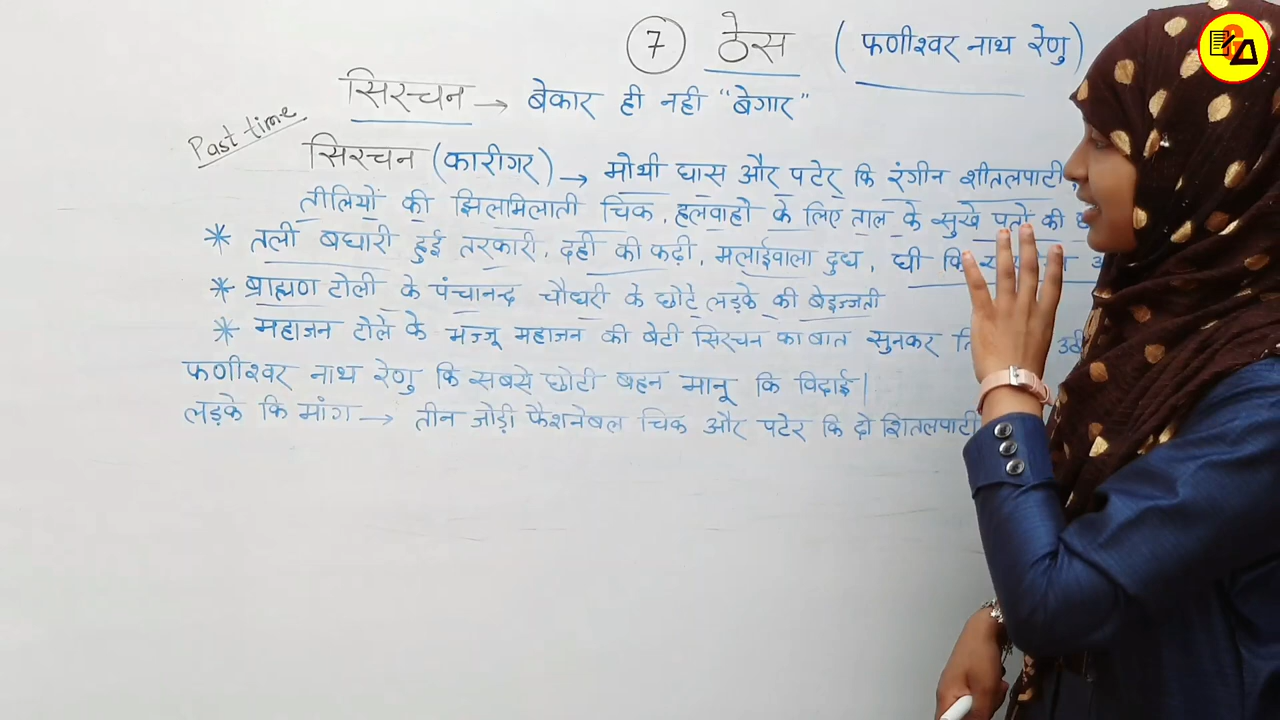 7 ठेस (फणीश्वर नाथ रेणु)
सिरचन → बेकार ही नही "बेगार"
Past time
सिरचन (कारीगर) → मोथी घास और पटेर कि रंगीन शीतलपाटी,
तीलियों की झिलमिलाती चिक, हलवाहो के लिए ताल के सुखे पतो की
* तली बघारी हुई तरकारी, दही की कढ़ी, मलाईवाला दुध, घी कि
* ब्राह्मण टोली के पंचानन्द चौधरी के छोटे लड़के की बेइज्जती
* महाजन टोले के भज्जू महाजन की बेटी सिरचन का बात सुनकर
फणीश्वर नाथ रेणु कि सबसे छोटी बहन मानू कि विदाई।
लड़के कि मांग → तीन जोड़ी फैशनेबल चिक और पटेर कि दो शितलपाटी